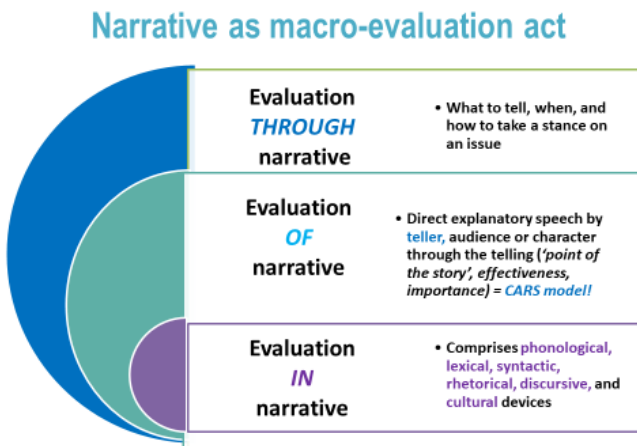 Narrative as macro-evaluation act
Evaluation
THROUGH
narrative
• What to tell, when, and
how to take a stance on
an issue
Evaluation
OF
narrative
• Direct explanatory speech by
teller, audience or character
through the telling (‘point of
the story’, effectiveness,
importance) = CARS model!
Evaluation
IN
narrative
• Comprises phonological,
lexical, syntactic,
rhetorical, discursive, and
cultural devices